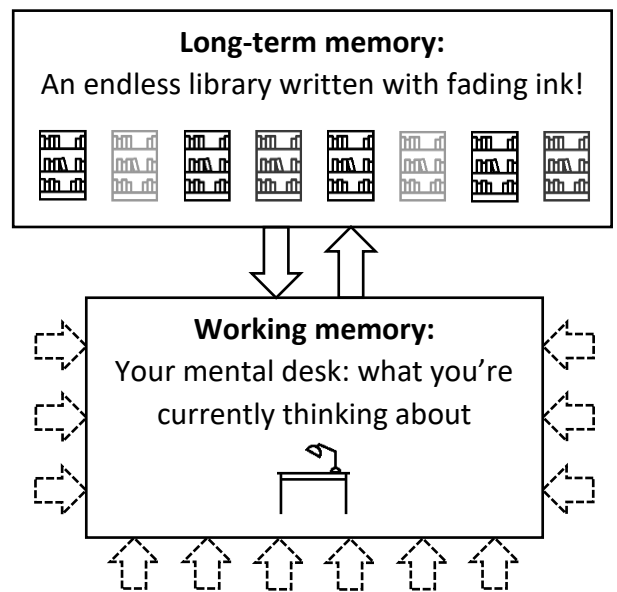 Long-term memory:
An endless library written with fading ink!
Working memory:
Your mental desk: what you’re
currently thinking about